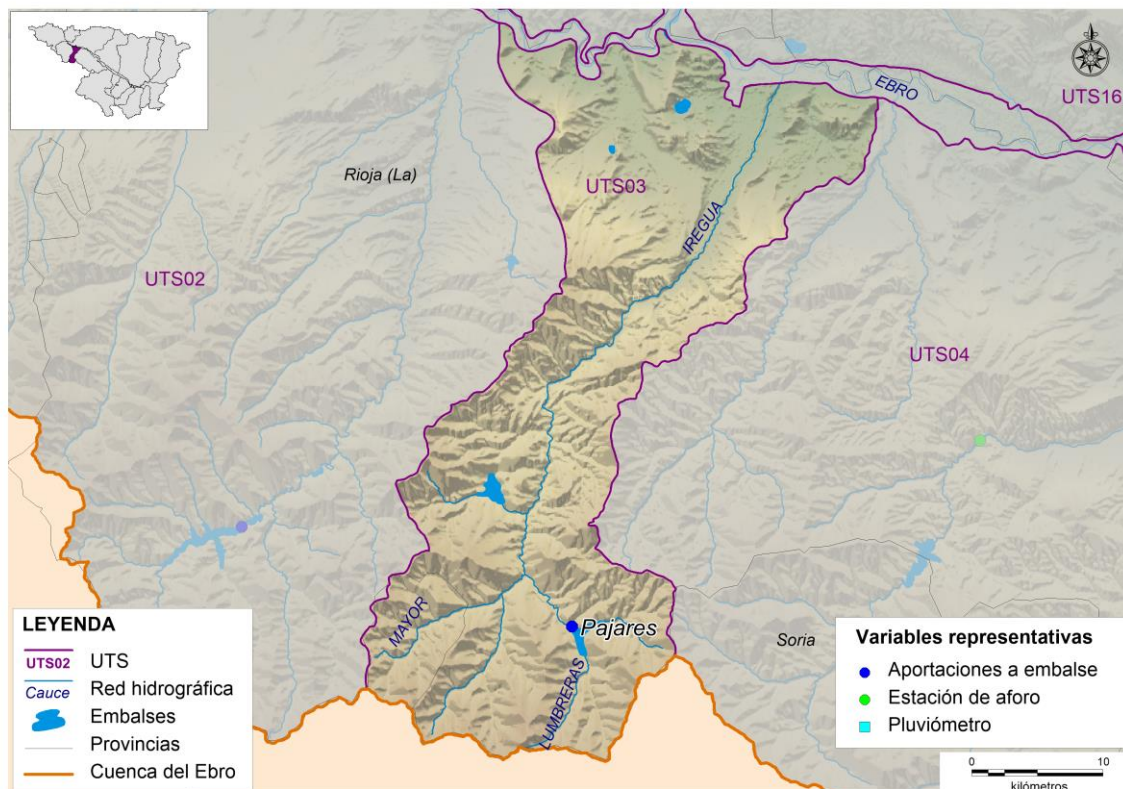 EBRO
UTS16
Rioja (La)
UTS03
IREGUA
UTS02
UTS04
MAYOR
Pajares
LUMBRERAS
Soria
LEYENDA
UTS02 UTS
Cauce Red hidrográfica
Embalses
Provincias
Cuenca del Ebro
Variables representativas
Aportaciones a embalse
Estación de aforo
Pluviómetro
0 10
kilómetros